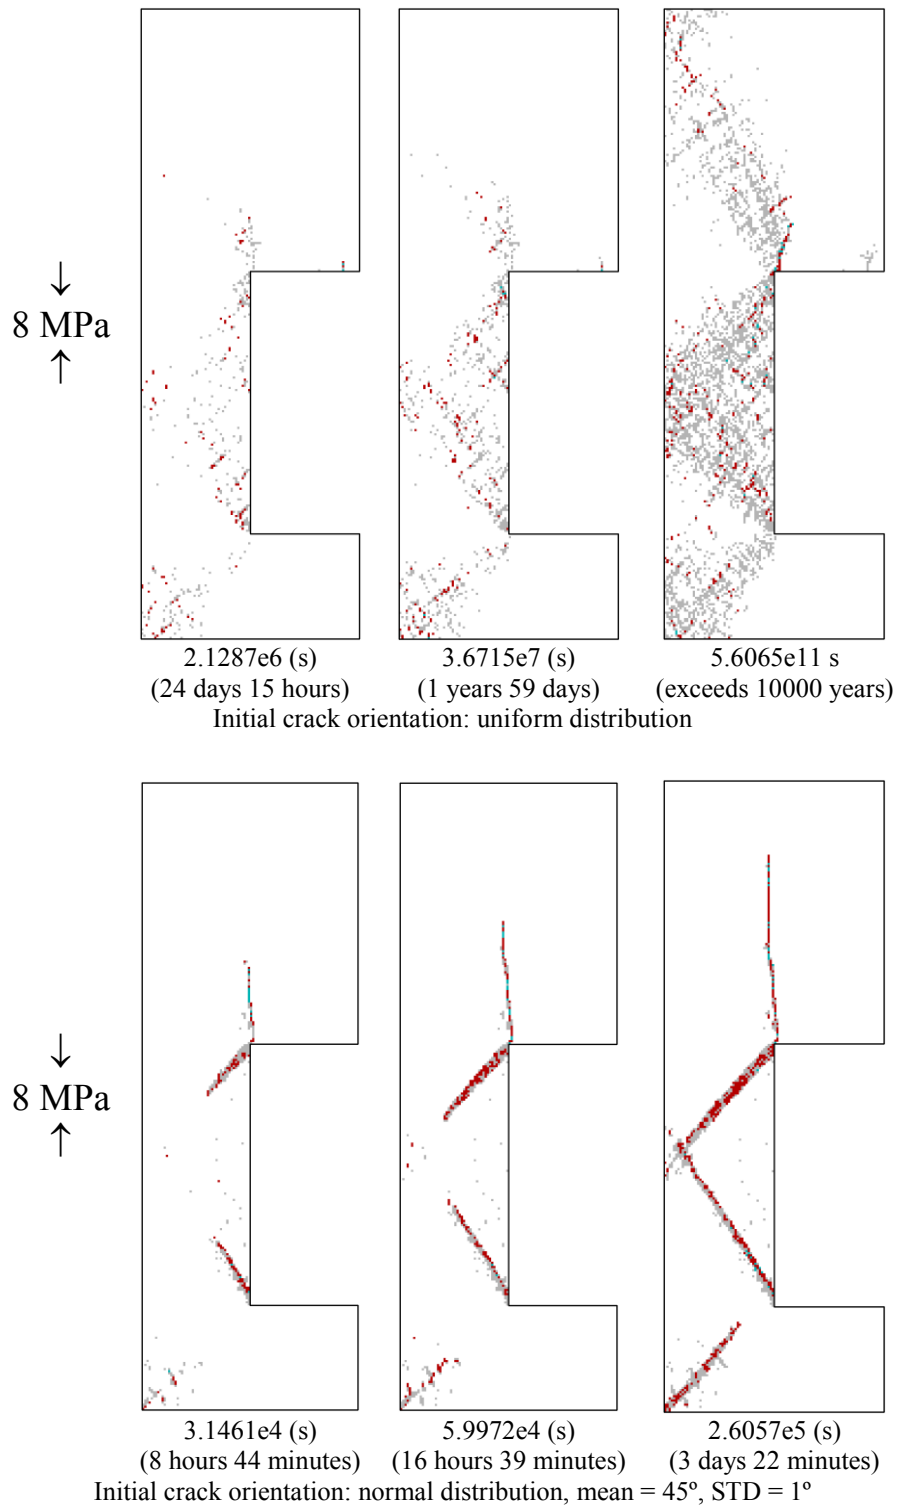 ↓
8 MPa
↑
2.1287e6 (s)
(24 days 15 hours)
3.6715e7 (s)
(1 years 59 days)
5.6065e11 s
(exceeds 10000 years)
Initial crack orientation: uniform distribution
↓
8 MPa
↑
3.1461e4 (s)
(8 hours 44 minutes)
5.9972e4 (s)
(16 hours 39 minutes)
2.6057e5 (s)
(3 days 22 minutes)
Initial crack orientation: normal distribution, mean = 45º, STD = 1º